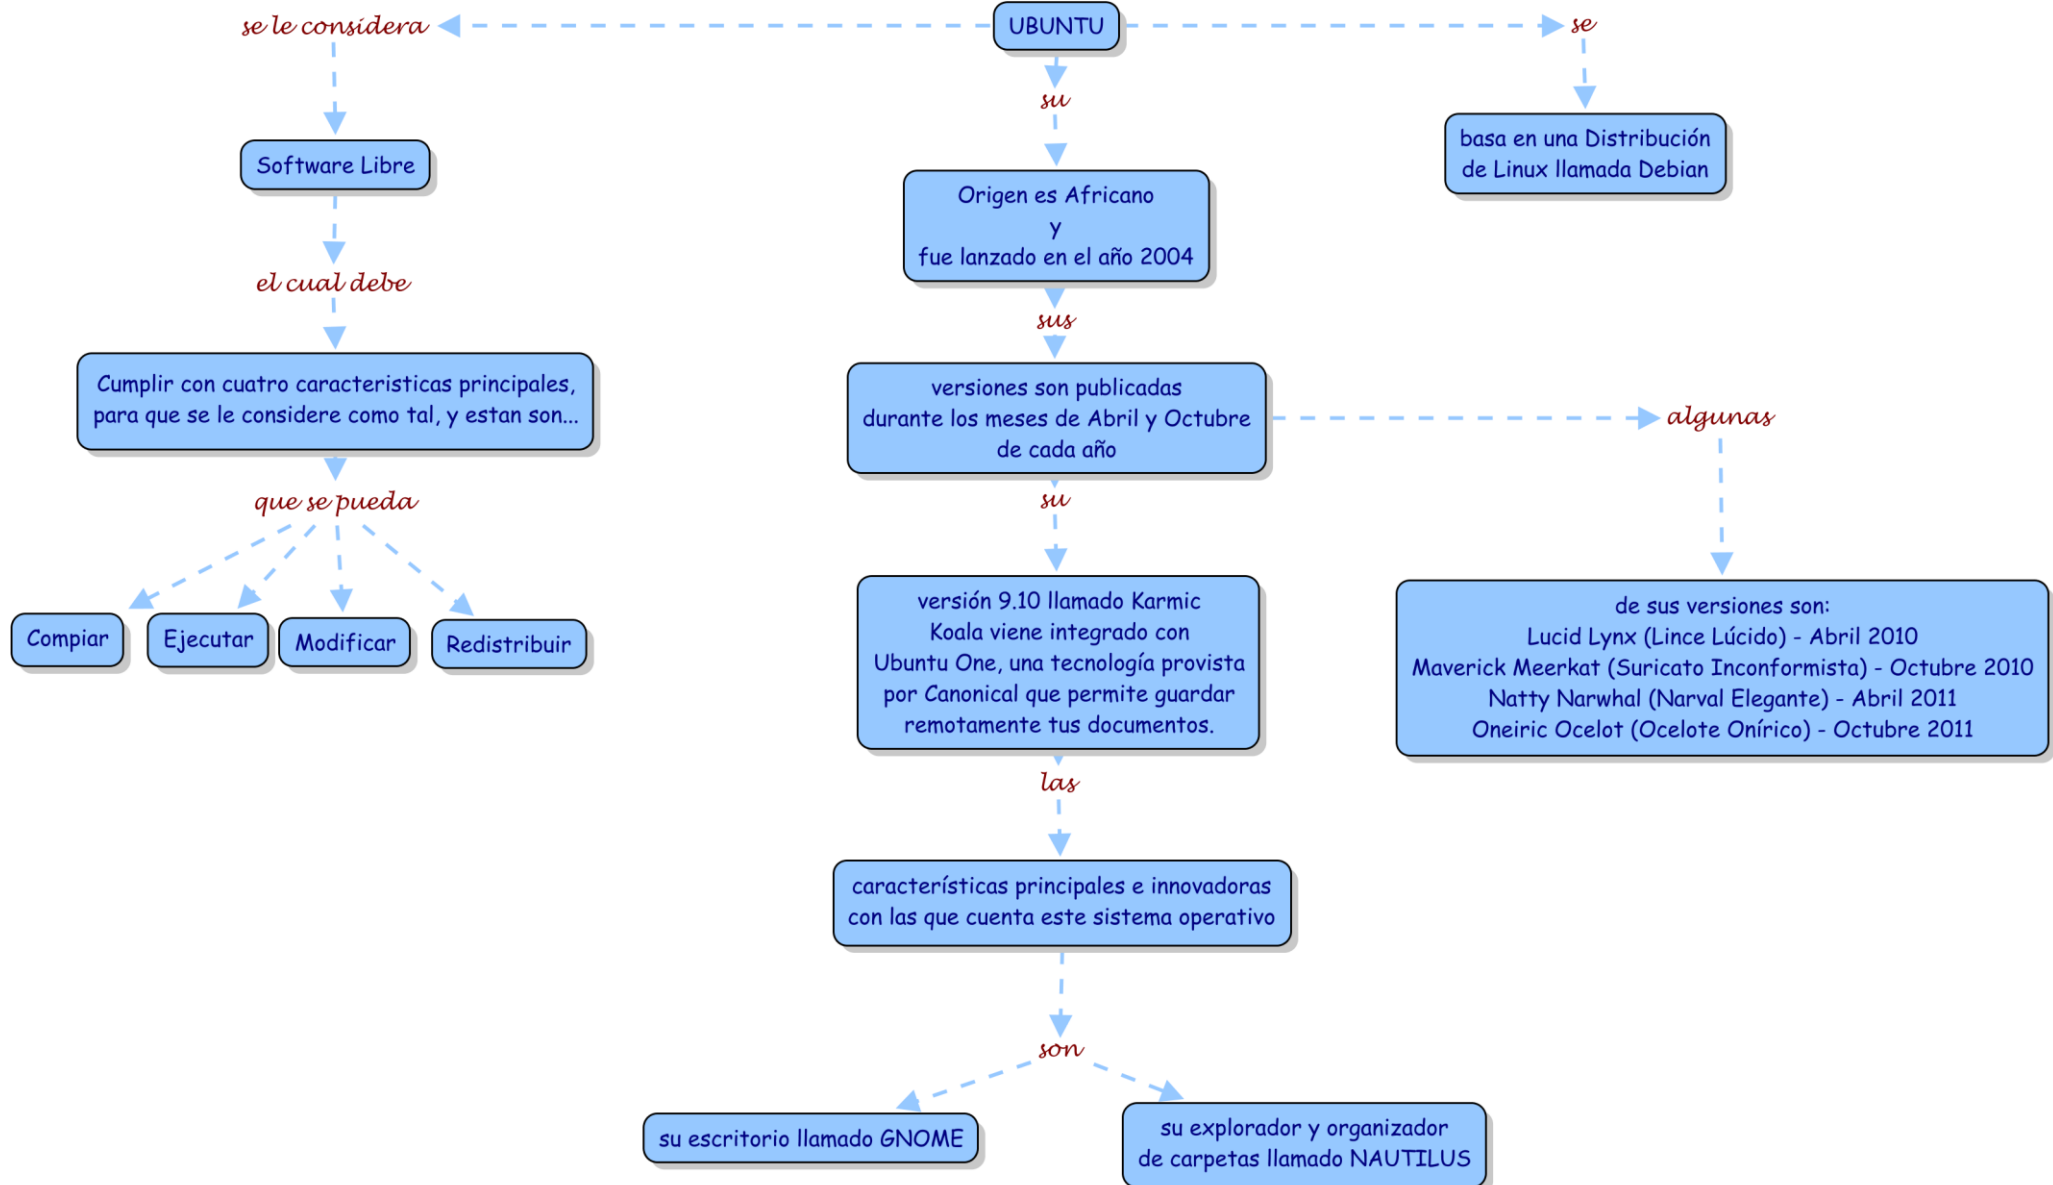 UBUNTU
se le considera
Software Libre
el cual debe
Cumplir con cuatro caracteristicas principales,
para que se le considere como tal, y estan son...
que se pueda
Compiar
Ejecutar
Modificar
Redistribuir
su
Origen es Africano
y
fue lanzado en el año 2004
sus
versiones son publicadas
durante los meses de Abril y Octubre
de cada año
su
versión 9.10 llamado Karmic
Koala viene integrado con
Ubuntu One, una tecnología provista
por Canonical que permite guardar
remotamente tus documentos.
las
características principales e innovadoras
con las que cuenta este sistema operativo
son
su escritorio llamado GNOME
su explorador y organizador
de carpetas llamado NAUTILUS
algunas
de sus versiones son:
Lucid Lynx (Lince Lúcido) - Abril 2010
Maverick Meerkat (Suricato Inconformista) - Octubre 2010
Natty Narwhal (Narval Elegante) - Abril 2011
Oneiric Ocelot (Ocelote Onírico) - Octubre 2011
se
basa en una Distribución
de Linux llamada Debian